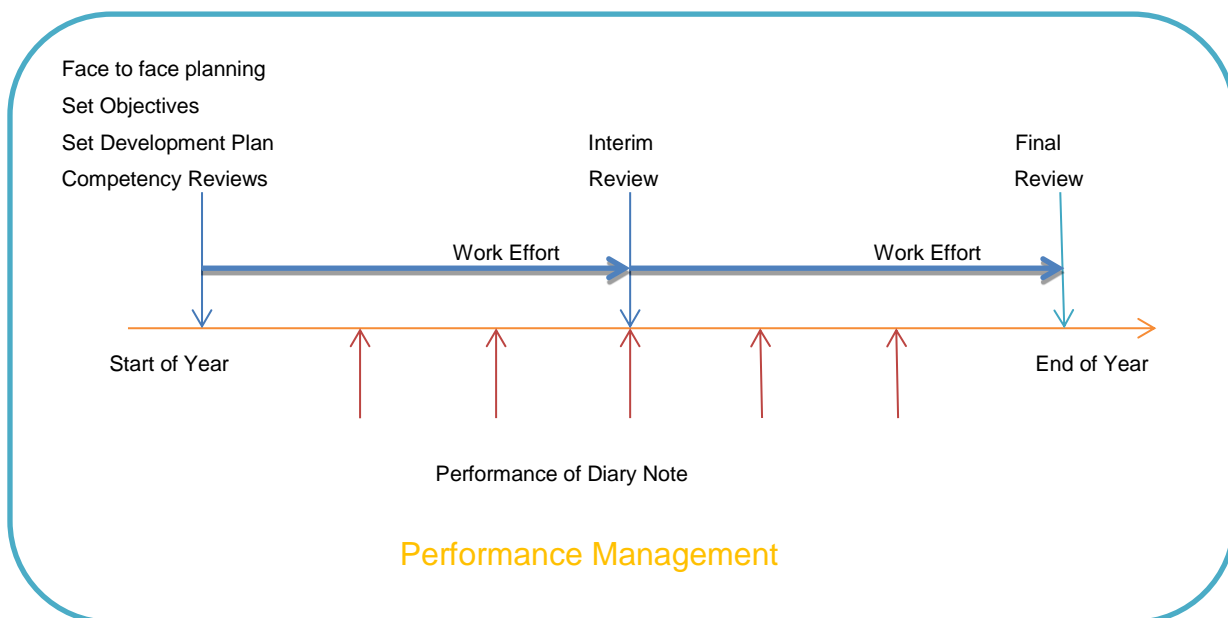 Face to face planning
Set Objectives
Set Development Plan
Competency Reviews
Interim
Review
Final
Review
Work Effort
Work Effort
Start of Year
End of Year
Performance of Diary Note
Performance Management